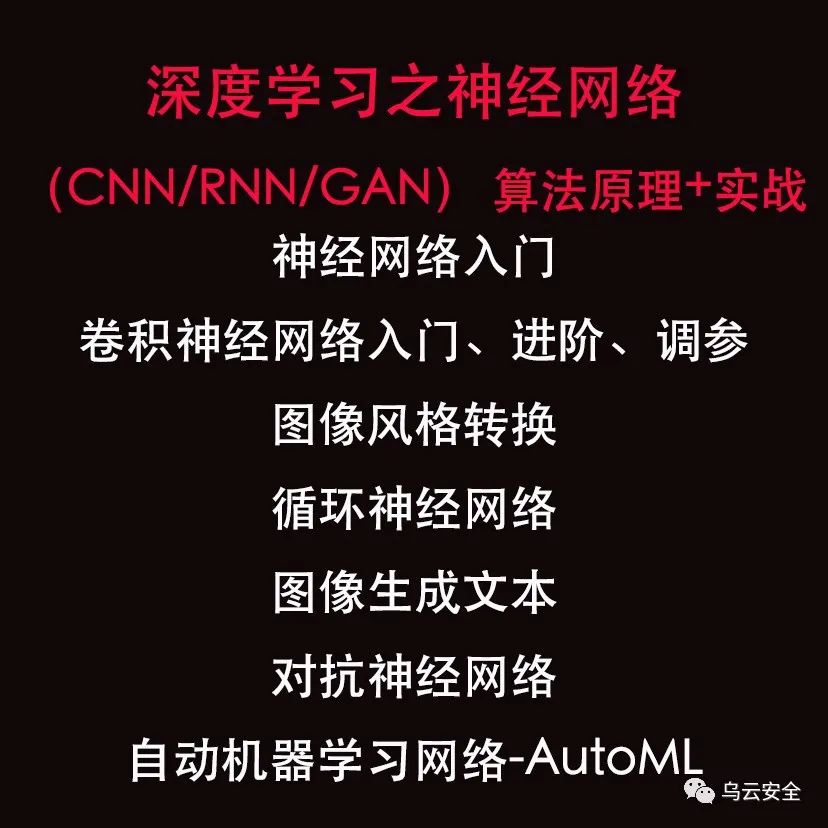 深度学习之神经网络
(CNN/RNN/GAN) 算法原理+实战
神经网络入门
卷积神经网络入门、进阶、调参
图像风格转换
循环神经网络
图像生成文本
对抗神经网络
自动机器学习网络-AutoML
乌云安全